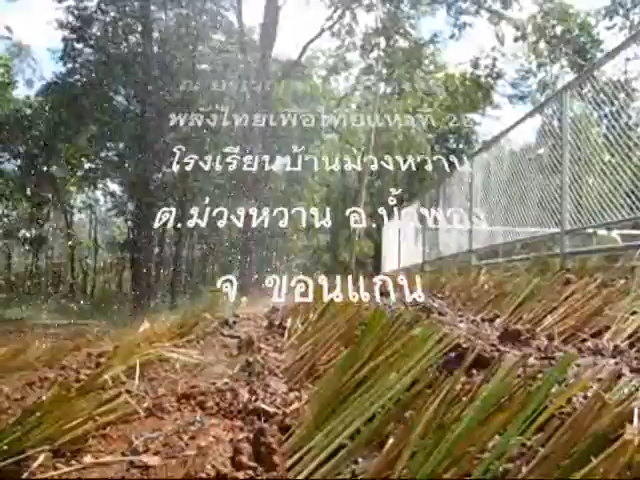 พลังไทยเพื่อไทยแห่งที่
โรงเรียนบ้านม่วงหวาน
ต.ม่วงหวาน อ.น้ำพอง
จ. ขอนแก่น